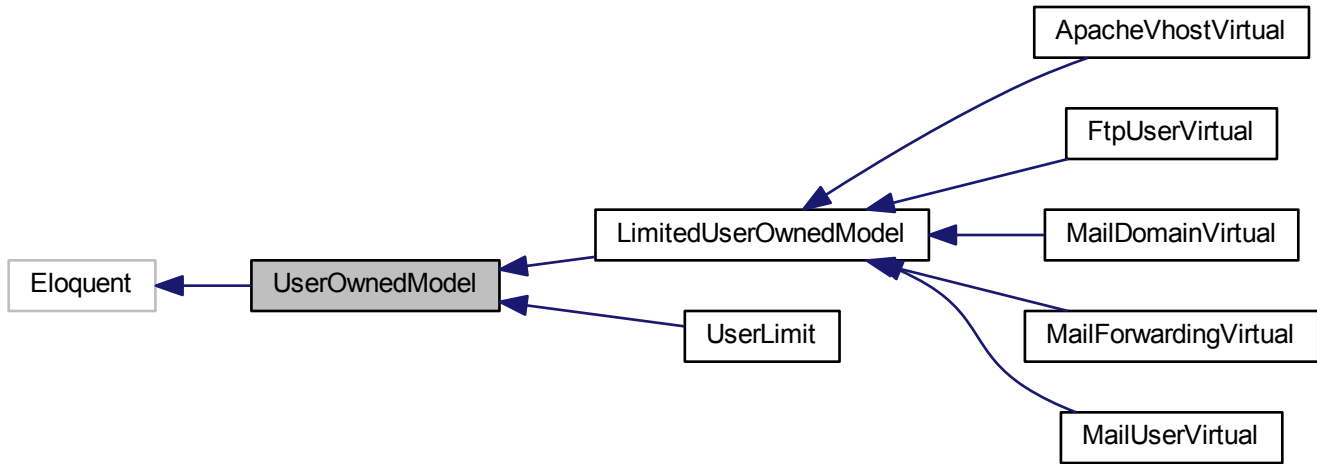 ApacheVhostVirtual
FtpUserVirtual
LimitedUserOwnedModel
MailDomainVirtual
Eloquent
UserOwnedModel
UserLimit
MailForwardingVirtual
MailUserVirtual